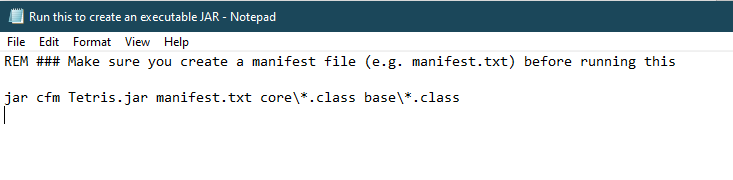 Run this to create an executable JAR - Notepad
File Edit Format View Help
REM ### Make sure you create a manifest file (e.g. manifest.txt) before running this
jar cfm Tetris.jar manifest.txt core\*.class base\*.class